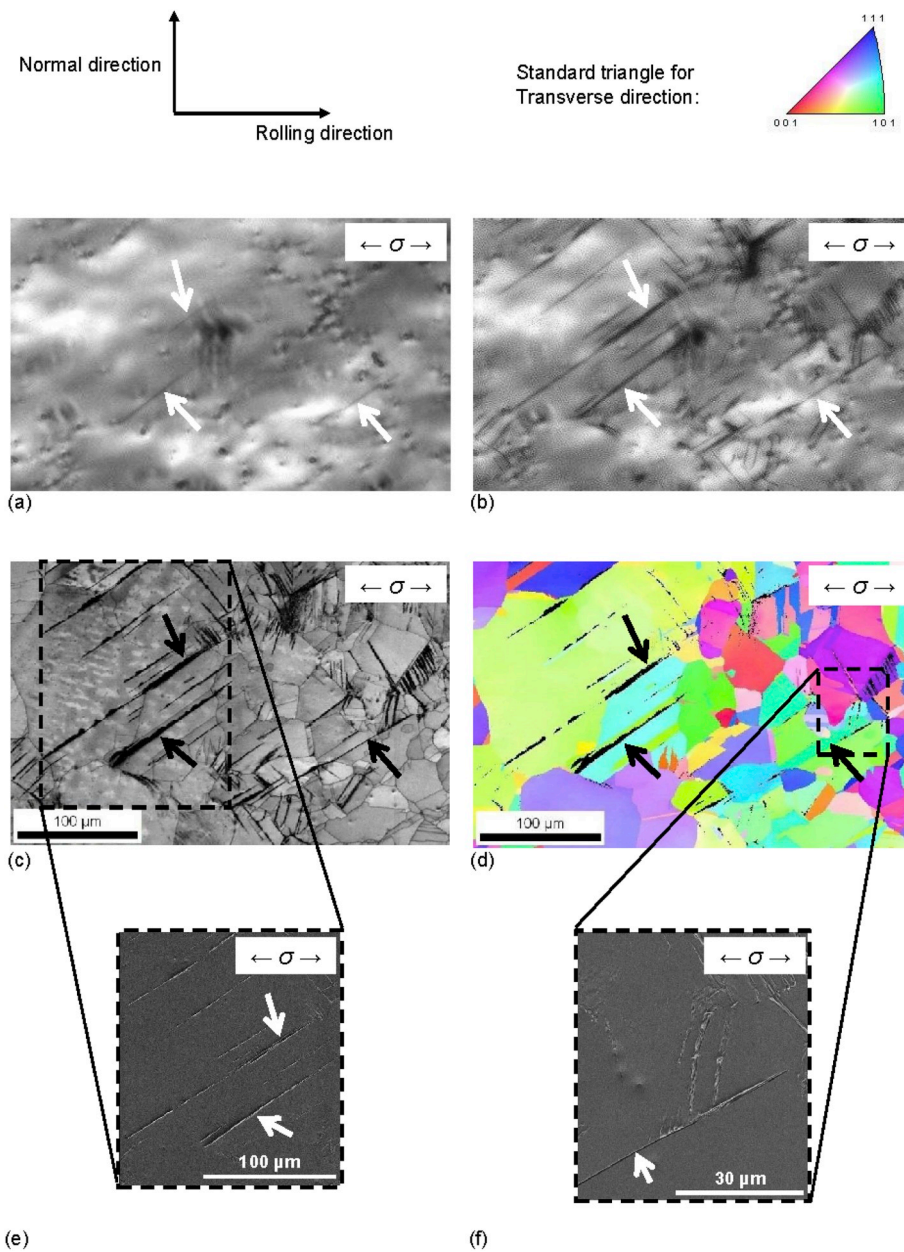 Normal direction
Rolling direction
Standard triangle for
Transverse direction:
1 1 1
0 0 1
1 0 1
← σ →
← σ →
(a)
(b)
← σ →
← σ →
100 µm
100 µm
(c)
(d)
← σ →
← σ →
100 µm
30 µm
(e)
(f)